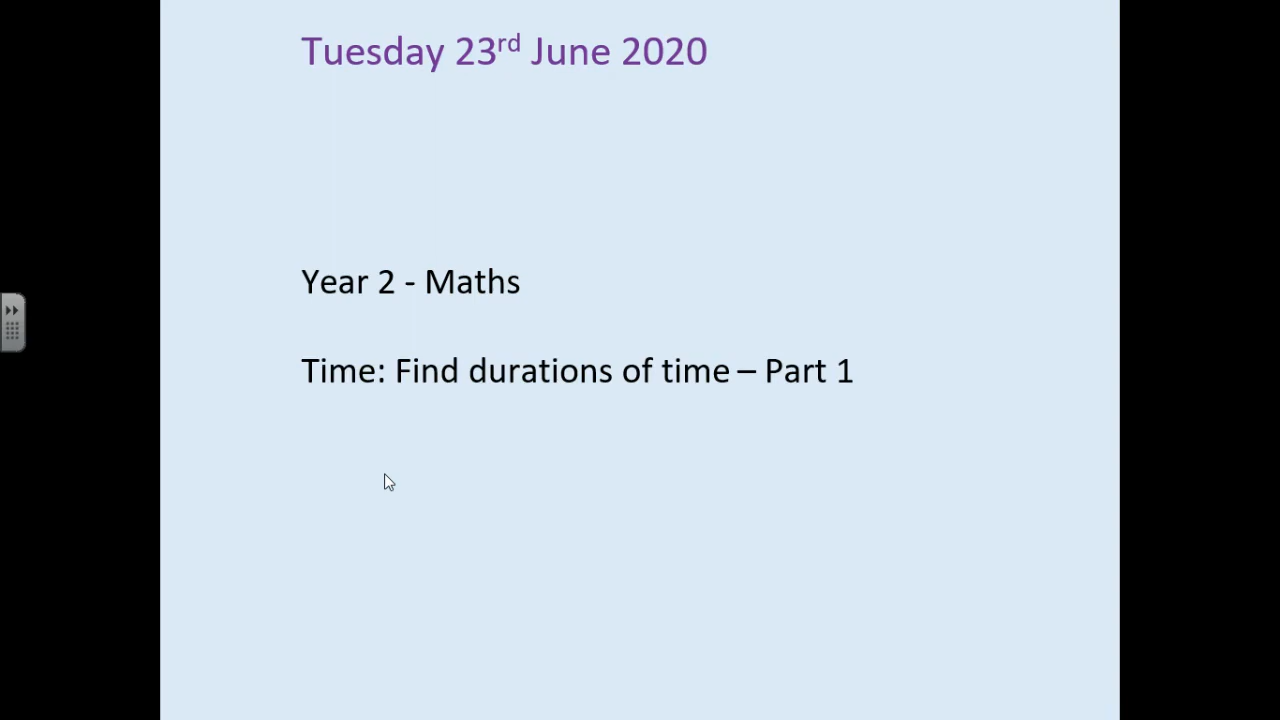 Tuesday 23rd June 2020
Year 2 - Maths
Time: Find durations of time – Part 1